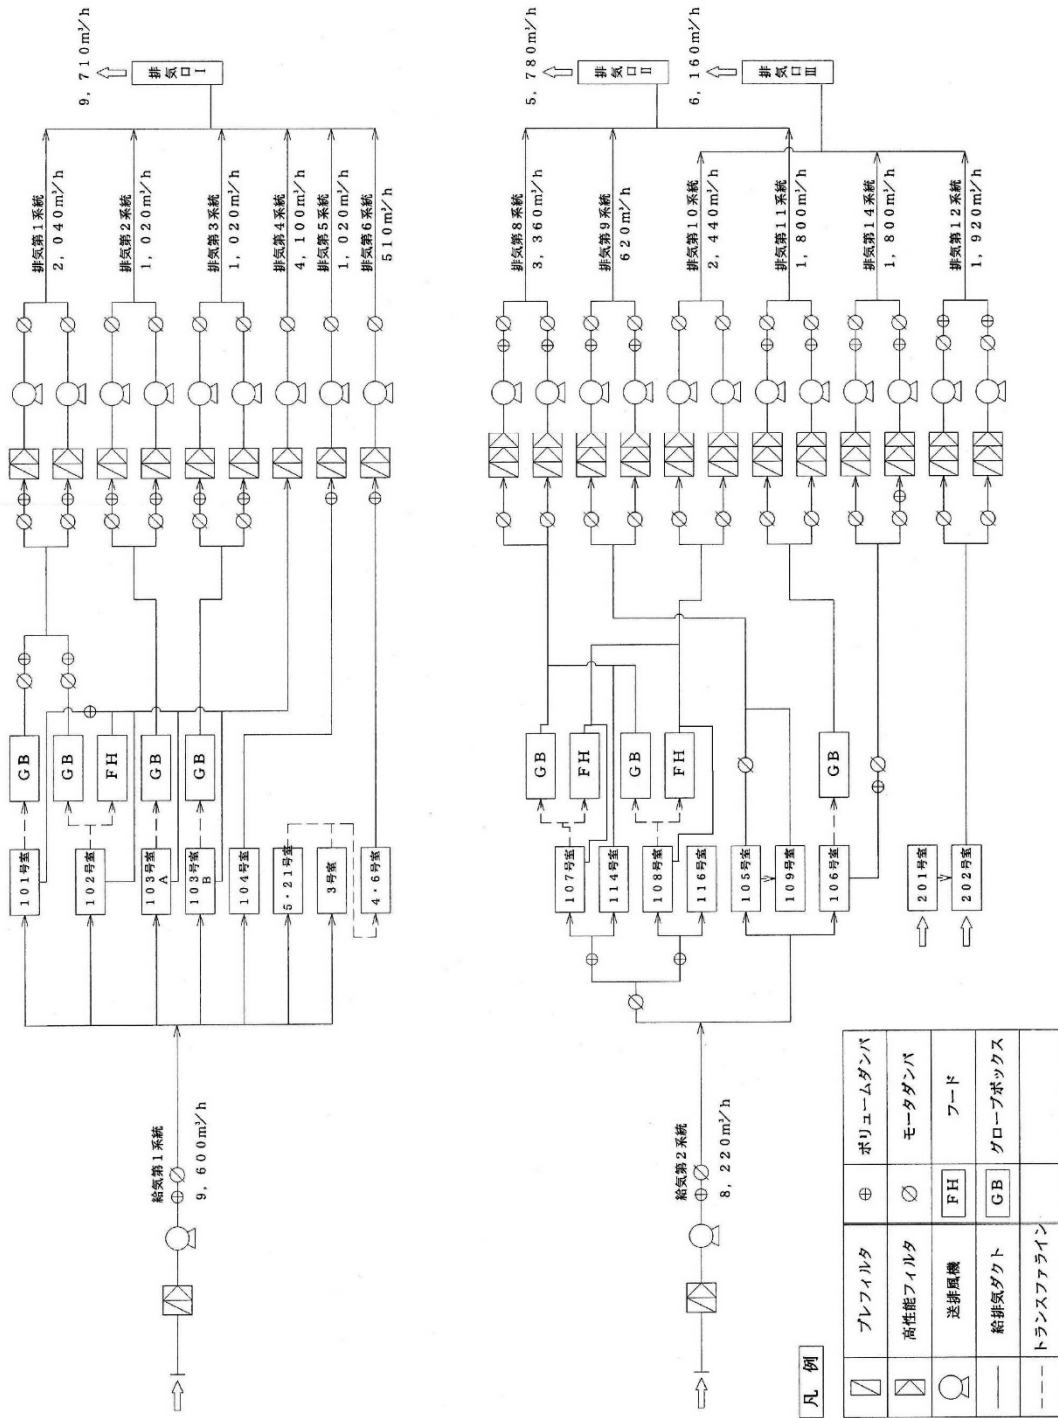 給気第1系統
9,600m³/h
101号室
102号室
103号室
A
103号室
B
104号室
5・21号室
3号室
4・6号室
GB
GB
FH
GB
GB
排気第1系統
2,040m³/h
排気第2系統
1,020m³/h
排気第3系統
1,020m³/h
排気第4系統
4,100m³/h
排気第5系統
1,020m³/h
排気第6系統
510m³/h
排気口Ⅰ
9,710m³/h
給気第2系統
8,220m³/h
107号室
114号室
108号室
116号室
105号室
109号室
106号室
201号室
202号室
GB
FH
GB
FH
GB
排気第8系統
3,360m³/h
排気第9系統
620m³/h
排気第10系統
2,440m³/h
排気第11系統
1,800m³/h
排気第14系統
1,800m³/h
排気第12系統
1,920m³/h
排気口Ⅱ
5,780m³/h
排気口Ⅲ
6,160m³/h
凡例
プレフィルタ
ボリュームダンパ
高性能フィルタ
モータダンパ
送排風機
FH
フード
給排気ダクト
GB
グローブボックス
トランスファライン